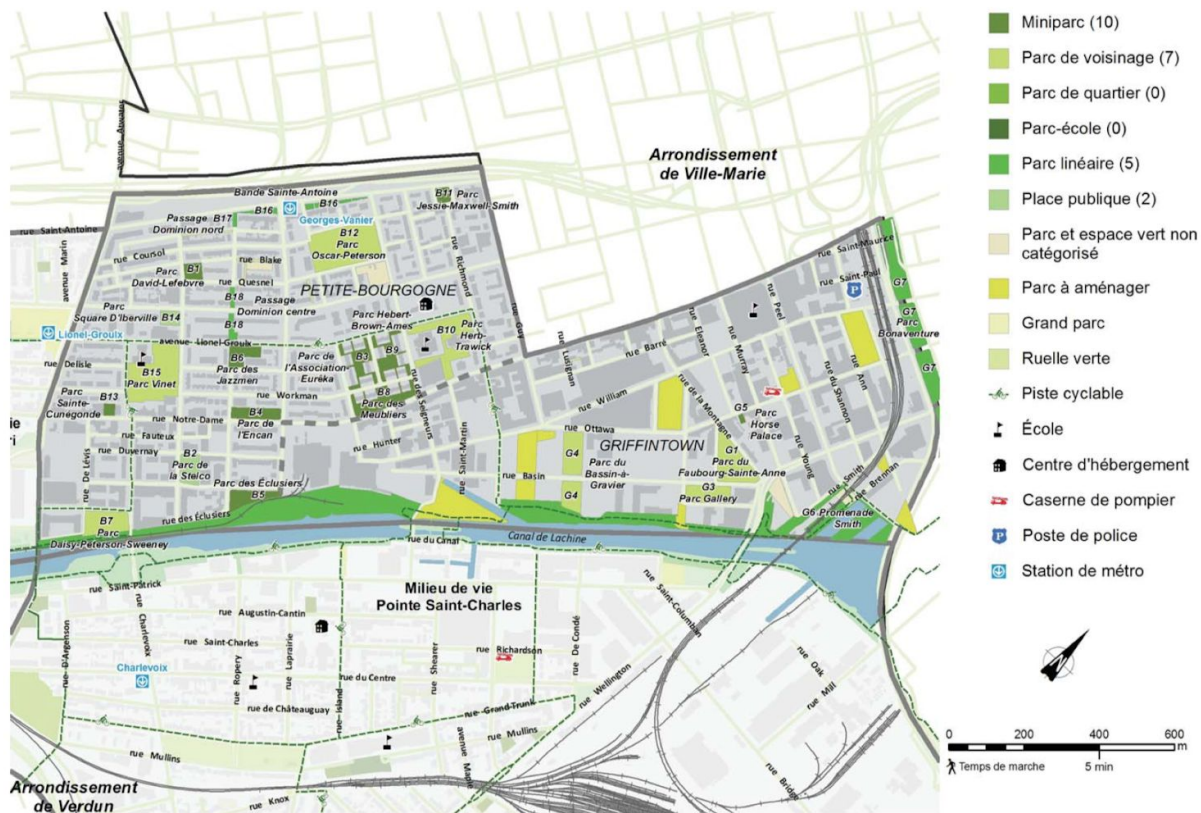 Arrondissement
de Ville-Marie
avenue Atwater
Bande Sainte-Antoine
B11 Parc
Jessie-Maxwell-Smith
Passage
Dominion nord
B17
B16
B16
Georges-Vanier
rue Saint-Antoine
rue Saint-Antoine
B12
Parc
Oscar-Peterson
rue Coursol
rue Blake
rue Quesnel
Parc
David-Lefebvre
B1
avenue Marin
PETITE-BOURGOGNE
rue Richmond
rue Guy
Parc
Square D'Iberville
B14
B18
Passage
Dominion centre
B18
Lionel-Groulx
avenue Lionel-Groulx
rue Delisle
B15
Parc Vinet
B6
Parc des
Jazzmen
Parc de
l'Association-
Eurêka
Parc Hebert-
Brown-Ames
B3
B9
B10
Parc
Herb-
Trawick
Parc
Sainte-
Cunégonde
B13
rue Workman
B8
Parc des
Meubliers
rue des Seigneurs
rue Notre-Dame
B4
Parc de
l'Encan
rue Fauteux
rue Duvernay
B2
Parc de
la Steico
rue Hunter
rue Saint-Martin
rue De Lévis
Parc des Éclusiers
B5
rue des Éclusiers
B7
Parc
Daisy-Peterson-Sweeney
rue Lusignan
rue Barré
rue Eleanor
rue Murray
rue Peel
rue Saint-Maurice
rue Saint-Paul
G7
G7
Parc
Bonaventure
G7
rue Ann
rue du Shannon
rue de la Montagne
rue William
rue Ottawa
GRIFFINTOWN
G5
Parc
Horse
Palace
G4
Parc du
Bassin-à-
Gravier
G4
rue Basin
G1
Parc du
Faubourg-Sainte-Anne
G3
Parc Gallery
rue Young
rue Smith
rue Brennan
G6 Promenade
Smith
rue du Canal
Canal de Lachine
Milieu de vie
Pointe Saint-Charles
rue Saint-Patrick
rue Charlevoix
rue D'Argenson
rue Augustin-Cantin
rue Saint-Charles
Charlevoix
rue Ropery
rue Laprairie
rue Island
rue du Centre
rue de Châteauguay
rue Shearer
rue Richardson
rue De Condé
rue Saint-Columban
rue Wellington
rue Grand-Trunk
rue Mullins
rue Mullins
avenue Maple
rue Knox
rue Oak
rue Mill
rue Bridge
Arrondissement
de Verdun
Miniparc (10)
Parc de voisinage (7)
Parc de quartier (0)
Parc-école (0)
Parc linéaire (5)
Place publique (2)
Parc et espace vert non
catégorisé
Parc à aménager
Grand parc
Ruelle verte
Piste cyclable
École
Centre d'hébergement
Caserne de pompier
P
Poste de police
Station de métro
0 200 400 600
m
Temps de marche 5 min